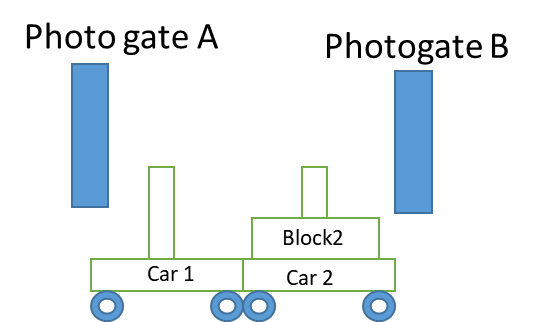 Photo gate A
Photogate B
Block2
Car 1
Car 2